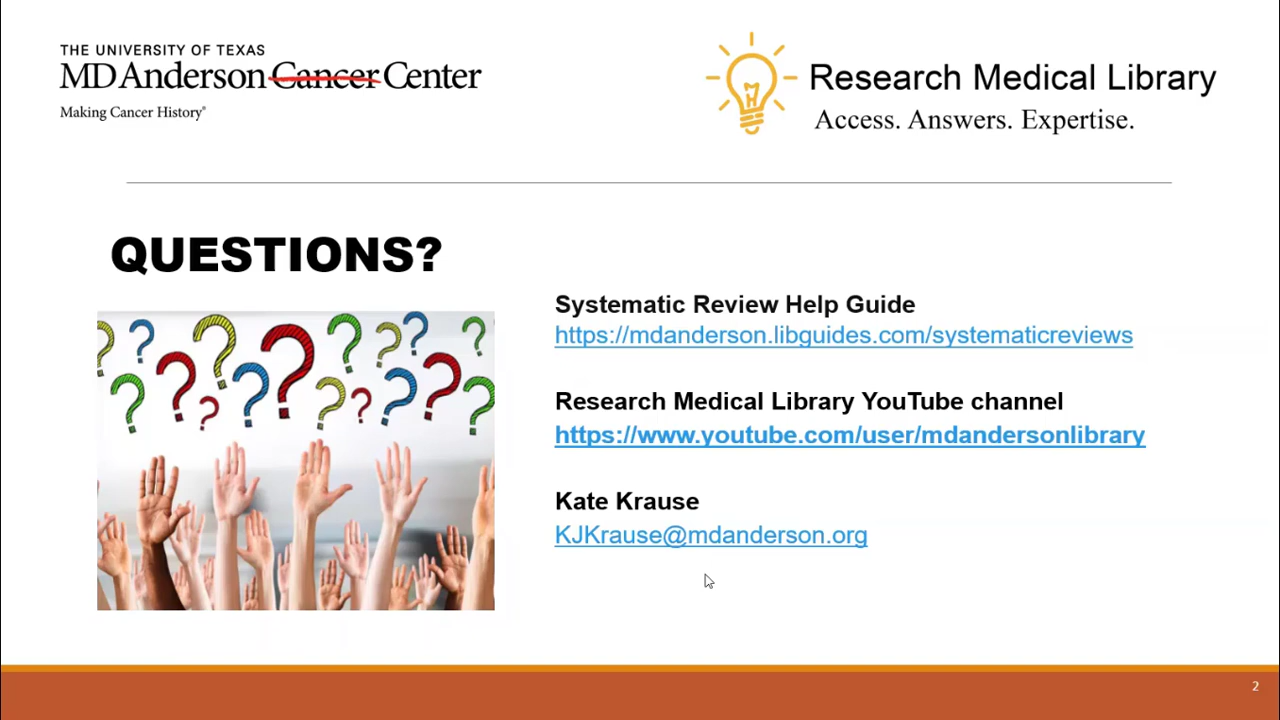 THE UNIVERSITY OF TEXAS
MD Anderson Cancer Center
Making Cancer History®
Research Medical Library
Access. Answers. Expertise.
QUESTIONS?
Systematic Review Help Guide
https://mdanderson.libguides.com/systematicreviews
Research Medical Library YouTube channel
https://www.youtube.com/user/mdandersonlibrary
Kate Krause
KJKrause@mdanderson.org
2